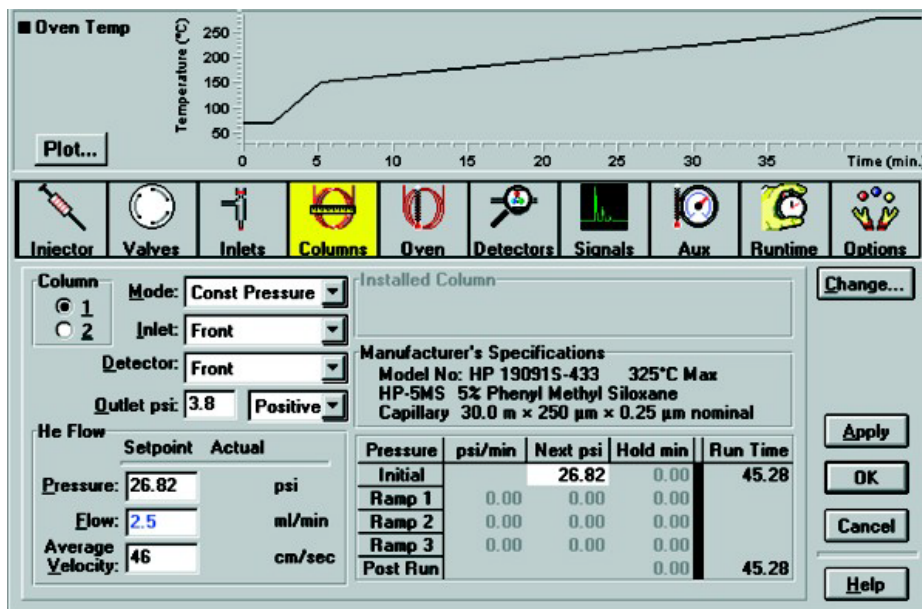 Oven Temp
Temperature (°C)
250
200
150
100
50
Plot...
0 5 10 15 20 25 30 35 Time (min.
Injector Valves Inlets Columns Oven Detectors Signals Aux Runtime Options
Column
1
2
Mode: Const Pressure
Inlet: Front
Detector: Front
Outlet psi: 3.8 Positive
Installed Column
Change...
Manufacturer's Specifications
Model No: HP 19091S-433 325°C Max
HP-5MS 5% Phenyl Methyl Siloxane
Capillary 30.0 m × 250 µm × 0.25 µm nominal
He Flow
Setpoint Actual
Pressure: 26.82 psi
Flow: 2.5 ml/min
Average Velocity: 46 cm/sec
Pressure psi/min Next psi Hold min Run Time
Initial 26.82 0.00 45.28
Ramp 1 0.00 0.00 0.00
Ramp 2 0.00 0.00 0.00
Ramp 3 0.00 0.00 0.00
Post Run 0.00 45.28
Apply
OK
Cancel
Help